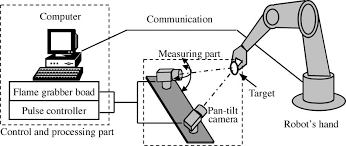 Computer
Communication
Measuring part
Flame grabber boad
Pulse controller
Control and processing part
Pan-tilt
camera
Target
Robot's hand